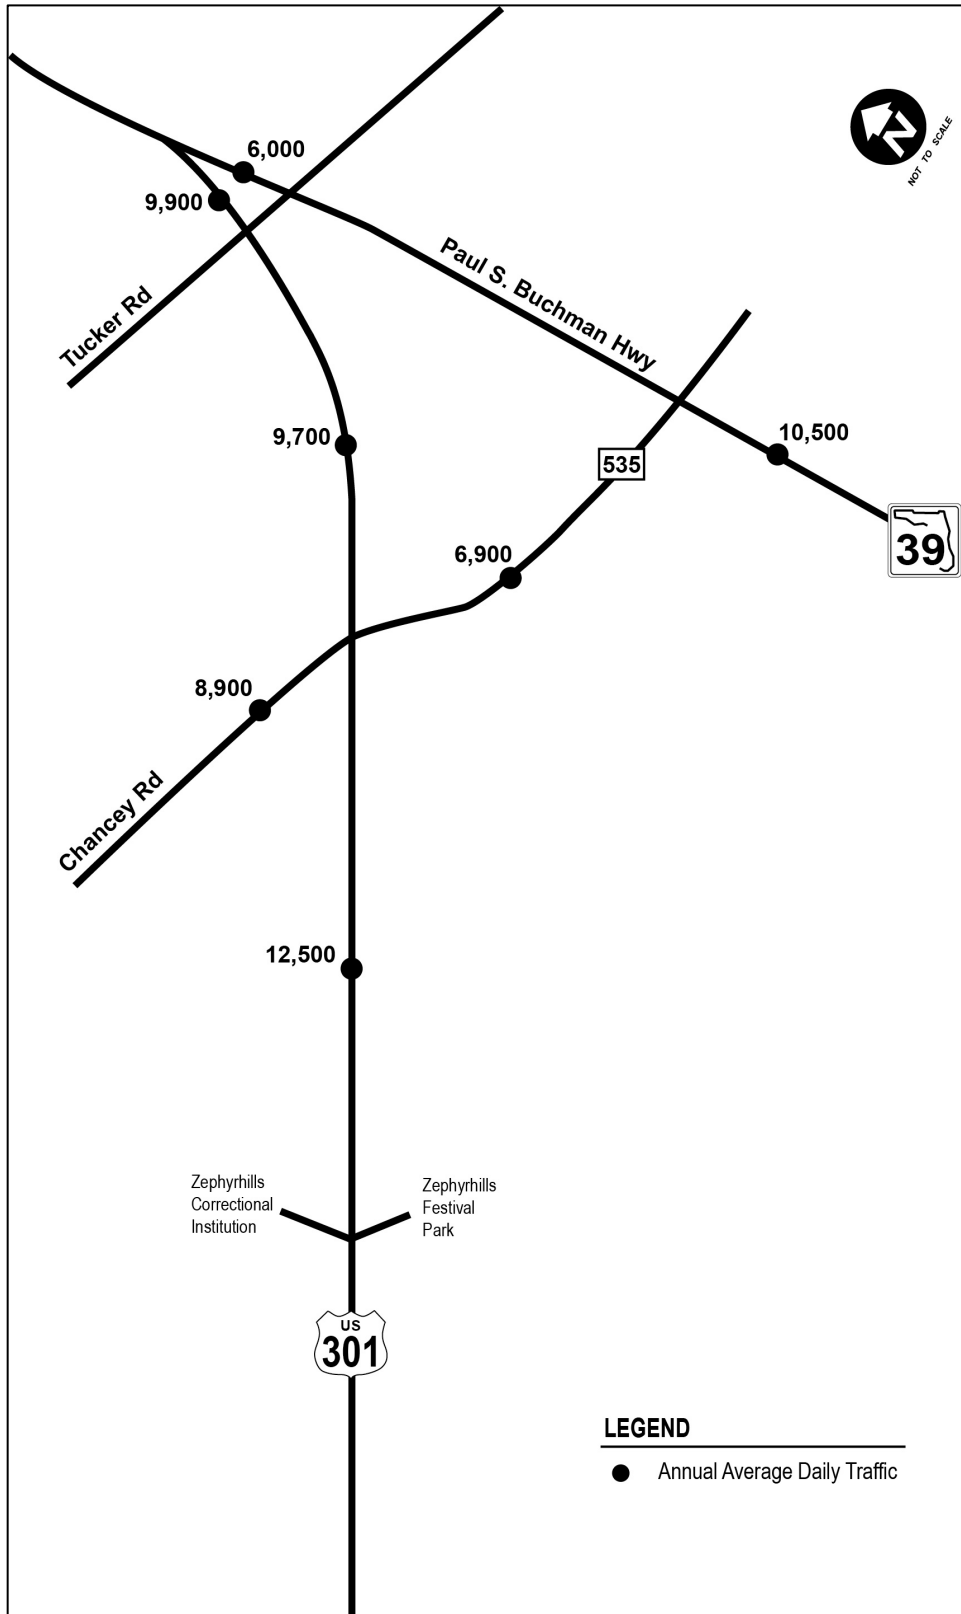 6,000
9,900
N
NOT TO SCALE
Tucker Rd
Paul S. Buchman Hwy
9,700
10,500
535
39
6,900
8,900
Chancey Rd
12,500
Zephyrhills
Correctional
Institution
Zephyrhills
Festival
Park
US
301
LEGEND
Annual Average Daily Traffic